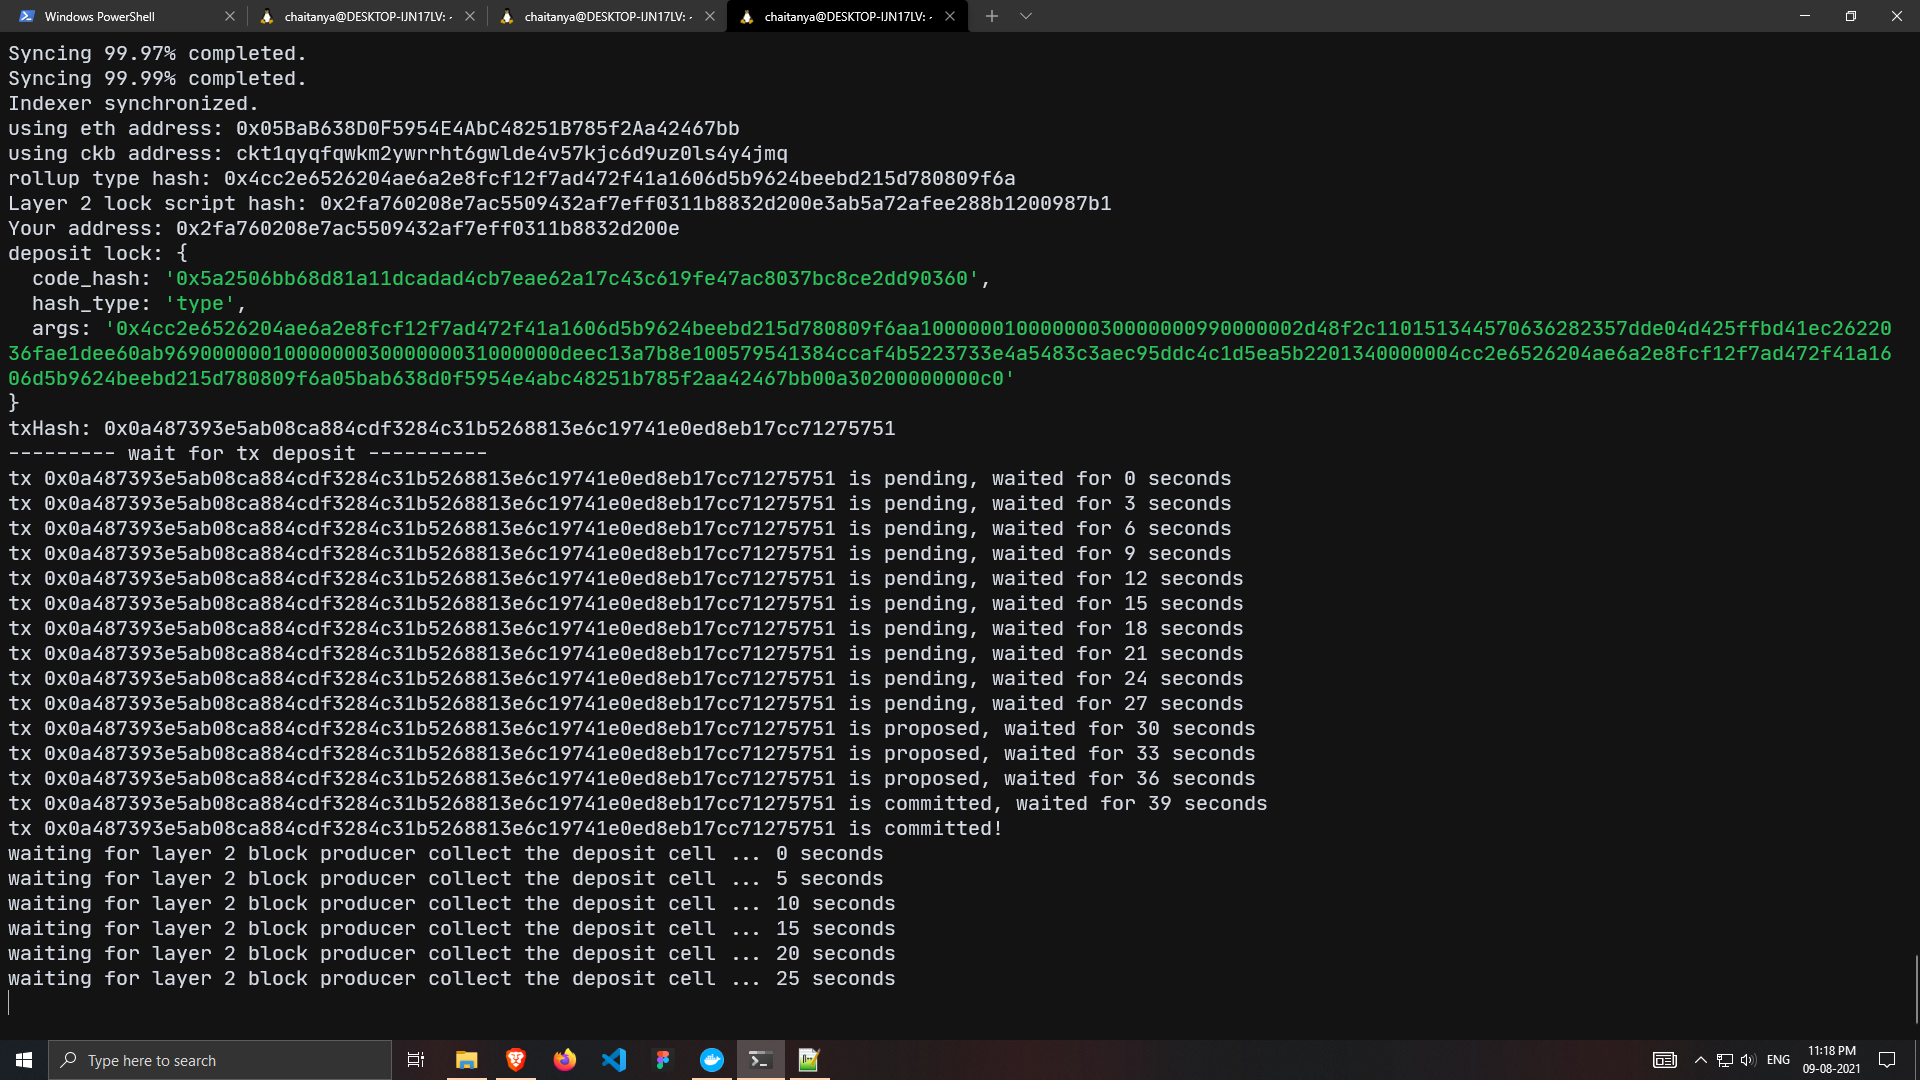 Windows PowerShell
chaitanya@DESKTOP-IJN17LV: -
chaitanya@DESKTOP-IJN17LV: -
chaitanya@DESKTOP-IJN17LV: -
Syncing 99.97% completed.
Syncing 99.99% completed.
Indexer synchronized.
using eth address: 0x05BaB638D0F5954E4AbC48251B785f2Aa42467bb
using ckb address: ckt1qyqfqwkm2ywrrht6gwlde4v57kjc6d9uz0ls4y4jmq
rollup type hash: 0x4cc2e6526204ae6a2e8fcf12f7ad472f41a1606d5b9624beebd215d780809f6a
Layer 2 lock script hash: 0x2fa760208e7ac5509432af7eff0311b8832d200e3ab5a72afee288b1200987b1
Your address: 0x2fa760208e7ac5509432af7eff0311b8832d200e
deposit lock: {
  code_hash: '0x5a2506bb68d81a11dcadad4cb7eae62a17c43c619fe47ac8037bc8ce2dd90360',
  hash_type: 'type',
  args: '0x4cc2e6526204ae6a2e8fcf12f7ad472f41a1606d5b9624beebd215d780809f6aa10000001000000030000000990000002d48f2c110151344570636282357dde04d425ffbd41ec2622
036fae1dee60ab969000000010000000300000003100​0000deec13a7b8e100579541384ccaf4b5223733e4a5483c3aec95ddc4c1d5ea5b2201340000004cc2e6526204ae6a2e8fcf12f7ad472f41a16
06d5b9624beebd215d780809f6a05bab638d0f5954e4abc48251b785f2aa42467bb00a30200000000c0'
}
txHash: 0x0a487393e5ab08ca884cdf3284c31b5268813e6c19741e0ed8eb17cc71275751
--------- wait for tx deposit ----------
tx 0x0a487393e5ab08ca884cdf3284c31b5268813e6c19741e0ed8eb17cc71275751 is pending, waited for 0 seconds
tx 0x0a487393e5ab08ca884cdf3284c31b5268813e6c19741e0ed8eb17cc71275751 is pending, waited for 3 seconds
tx 0x0a487393e5ab08ca884cdf3284c31b5268813e6c19741e0ed8eb17cc71275751 is pending, waited for 6 seconds
tx 0x0a487393e5ab08ca884cdf3284c31b5268813e6c19741e0ed8eb17cc71275751 is pending, waited for 9 seconds
tx 0x0a487393e5ab08ca884cdf3284c31b5268813e6c19741e0ed8eb17cc71275751 is pending, waited for 12 seconds
tx 0x0a487393e5ab08ca884cdf3284c31b5268813e6c19741e0ed8eb17cc71275751 is pending, waited for 15 seconds
tx 0x0a487393e5ab08ca884cdf3284c31b5268813e6c19741e0ed8eb17cc71275751 is pending, waited for 18 seconds
tx 0x0a487393e5ab08ca884cdf3284c31b5268813e6c19741e0ed8eb17cc71275751 is pending, waited for 21 seconds
tx 0x0a487393e5ab08ca884cdf3284c31b5268813e6c19741e0ed8eb17cc71275751 is pending, waited for 24 seconds
tx 0x0a487393e5ab08ca884cdf3284c31b5268813e6c19741e0ed8eb17cc71275751 is pending, waited for 27 seconds
tx 0x0a487393e5ab08ca884cdf3284c31b5268813e6c19741e0ed8eb17cc71275751 is proposed, waited for 30 seconds
tx 0x0a487393e5ab08ca884cdf3284c31b5268813e6c19741e0ed8eb17cc71275751 is proposed, waited for 33 seconds
tx 0x0a487393e5ab08ca884cdf3284c31b5268813e6c19741e0ed8eb17cc71275751 is proposed, waited for 36 seconds
tx 0x0a487393e5ab08ca884cdf3284c31b5268813e6c19741e0ed8eb17cc71275751 is committed, waited for 39 seconds
tx 0x0a487393e5ab08ca884cdf3284c31b5268813e6c19741e0ed8eb17cc71275751 is committed!
waiting for layer 2 block producer collect the deposit cell ... 0 seconds
waiting for layer 2 block producer collect the deposit cell ... 5 seconds
waiting for layer 2 block producer collect the deposit cell ... 10 seconds
waiting for layer 2 block producer collect the deposit cell ... 15 seconds
waiting for layer 2 block producer collect the deposit cell ... 20 seconds
waiting for layer 2 block producer collect the deposit cell ... 25 seconds
Type here to search
ENG
11:18 PM
09-08-2021